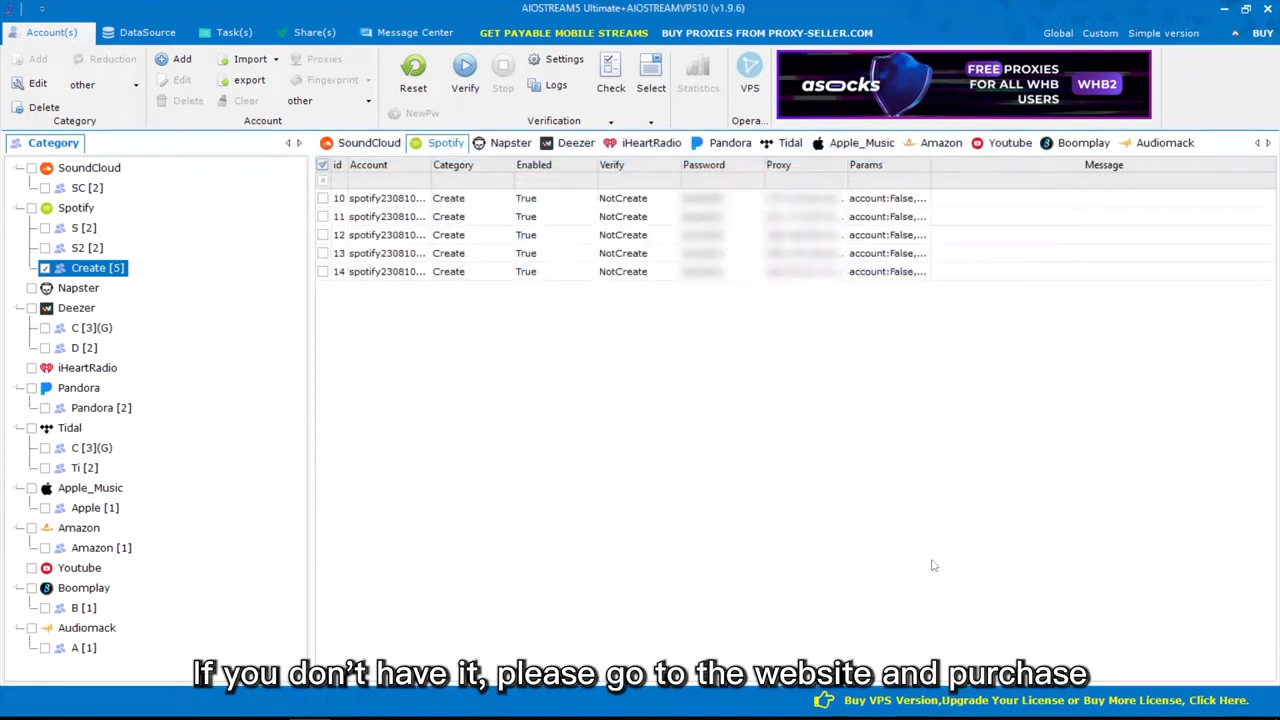 AIOSTREAM5 Ultimate+AIOSTREAMVPS10 (v1.9.6)
Account(s) DataSource Task(s) Share(s) Message Center GET PAYABLE MOBILE STREAMS BUY PROXIES FROM PROXY-SELLER.COM Global Custom Simple version BUY
Add Reduction
Edit other
Delete
Category
Add Import Proxies
Edit export Fingerprint
Delete Clear other
Account
Reset Verify Stop Settings
Logs
NewPw
Verification
Check Select Statistics VPS
Opera...
asocks
FREE PROXIES
FOR ALL WHB
USERS
WHB2
Category
SoundCloud
SC [2]
Spotify
S [2]
S2 [2]
Create [5]
Napster
Deezer
C [3](G)
D [2]
iHeartRadio
Pandora
Pandora [2]
Tidal
C [3](G)
Ti [2]
Apple_Music
Apple [1]
Amazon
Amazon [1]
Youtube
Boomplay
B [1]
Audiomack
A [1]
SoundCloud Spotify Napster Deezer iHeartRadio Pandora Tidal Apple_Music Amazon Youtube Boomplay Audiomack
id Account Category Enabled Verify Password Proxy Params Message
10 spotify230810... Create True NotCreate account:False,...
11 spotify230810... Create True NotCreate account:False,...
12 spotify230810... Create True NotCreate account:False,...
13 spotify230810... Create True NotCreate account:False,...
14 spotify230810... Create True NotCreate account:False,...
If you don't have it, please go to the website and purchase
Buy VPS Version,Upgrade Your License or Buy More License, Click Here.